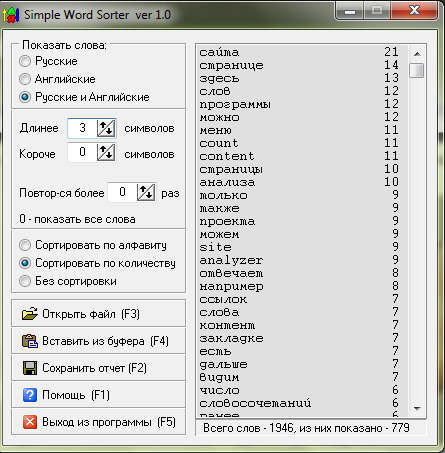 Simple Word Sorter ver 1.0
Показать слова:
Русские
Английские
Русские и Английские
Длинее 3 символов
Короче 0 символов
Повтор-ся более 0 раз
0 - показать все слова
Сортировать по алфавиту
Сортировать по количеству
Без сортировки
Открыть файл (F3)
Вставить из буфера (F4)
Сохранить отчет (F2)
Помощь (F1)
Выход из программы (F5)
сайта 21
странице 14
здесь 13
слов 12
программы 12
можно 12
меню 11
count 11
content 11
страницы 10
анализа 10
только 9
также 9
проекта 9
можем 9
site 9
analyzer 9
отвечает 8
например 8
ссылок 7
слова 7
контент 7
закладке 7
есть 7
дальше 7
видим 7
число 6
словосочетаний 6
ранее 6
Всего слов - 1946, из них показано - 779